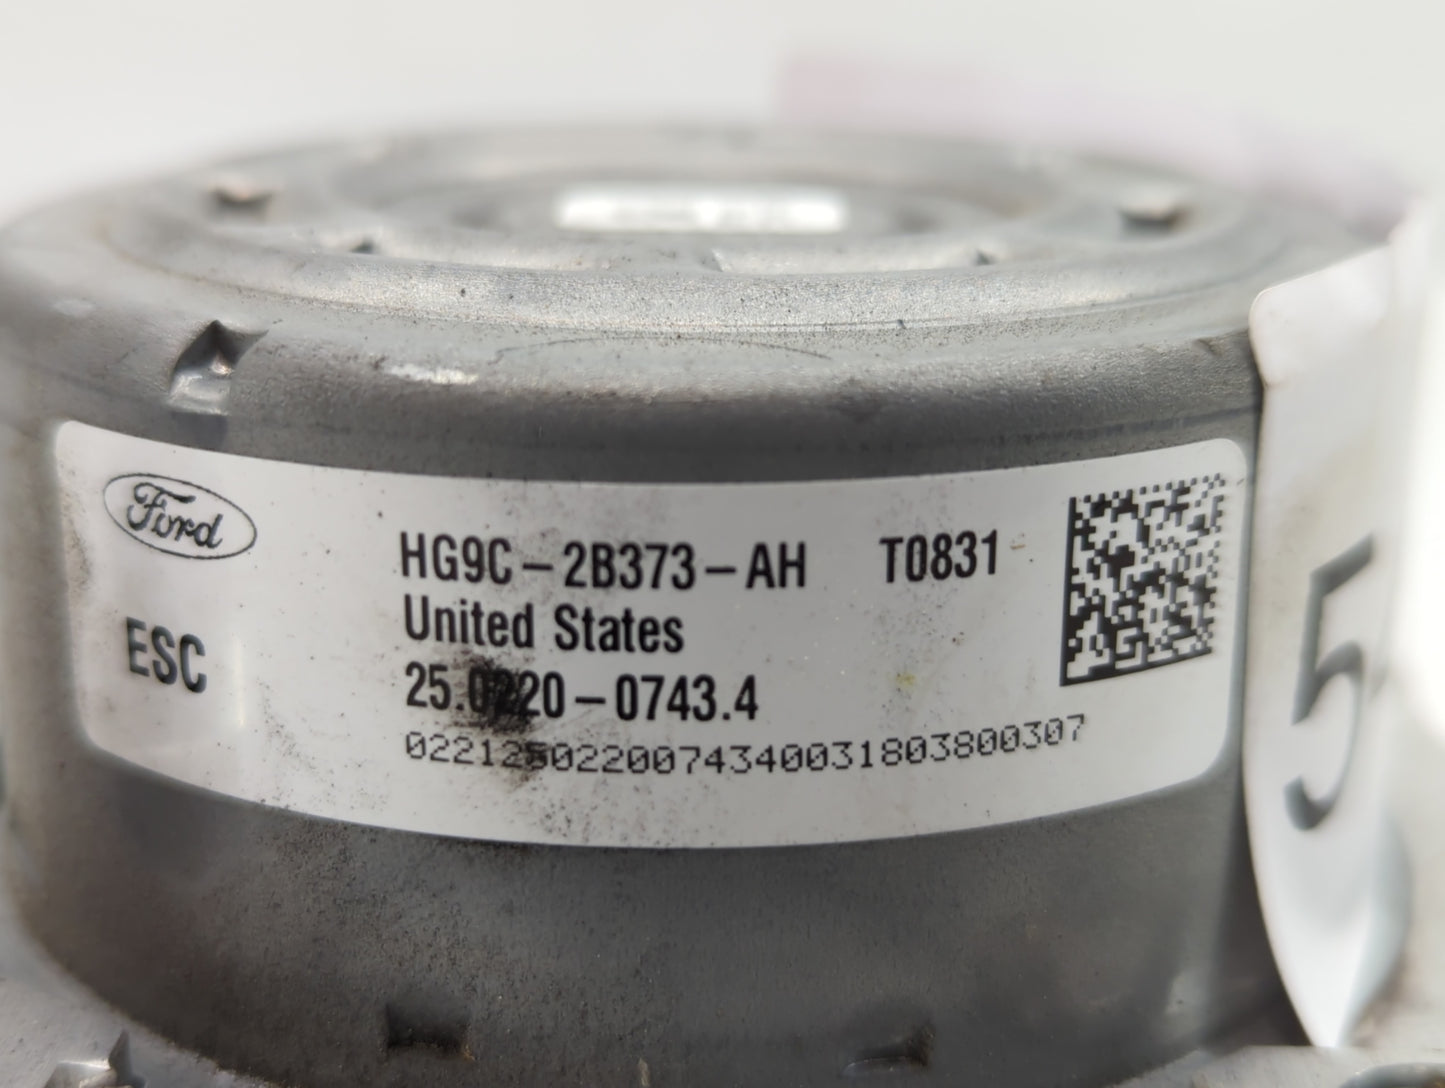 Ford
HG9C-2B373-AH T0831
United States
ESC
25.0220-0743.4
0221250220074340031803800307
5